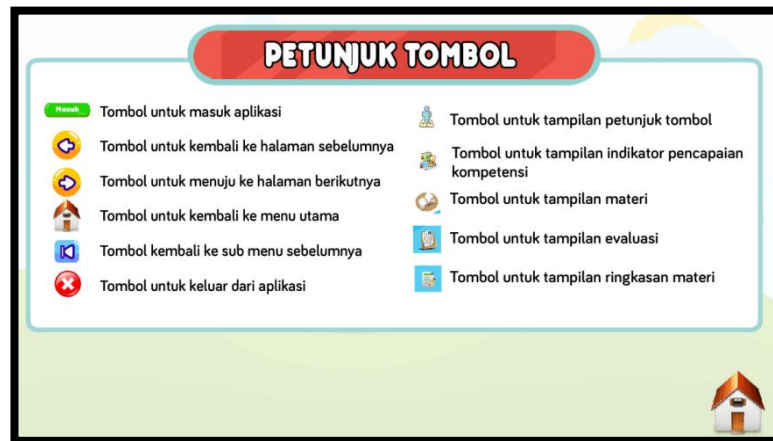 PETUNJUK TOMBOL
Masuk
Tombol untuk masuk aplikasi
Tombol untuk kembali ke halaman sebelumnya
Tombol untuk menuju ke halaman berikutnya
Tombol untuk kembali ke menu utama
Tombol kembali ke sub menu sebelumnya
Tombol untuk keluar dari aplikasi
Tombol untuk tampilan petunjuk tombol
Tombol untuk tampilan indikator pencapaian
kompetensi
Tombol untuk tampilan materi
Tombol untuk tampilan evaluasi
Tombol untuk tampilan ringkasan materi